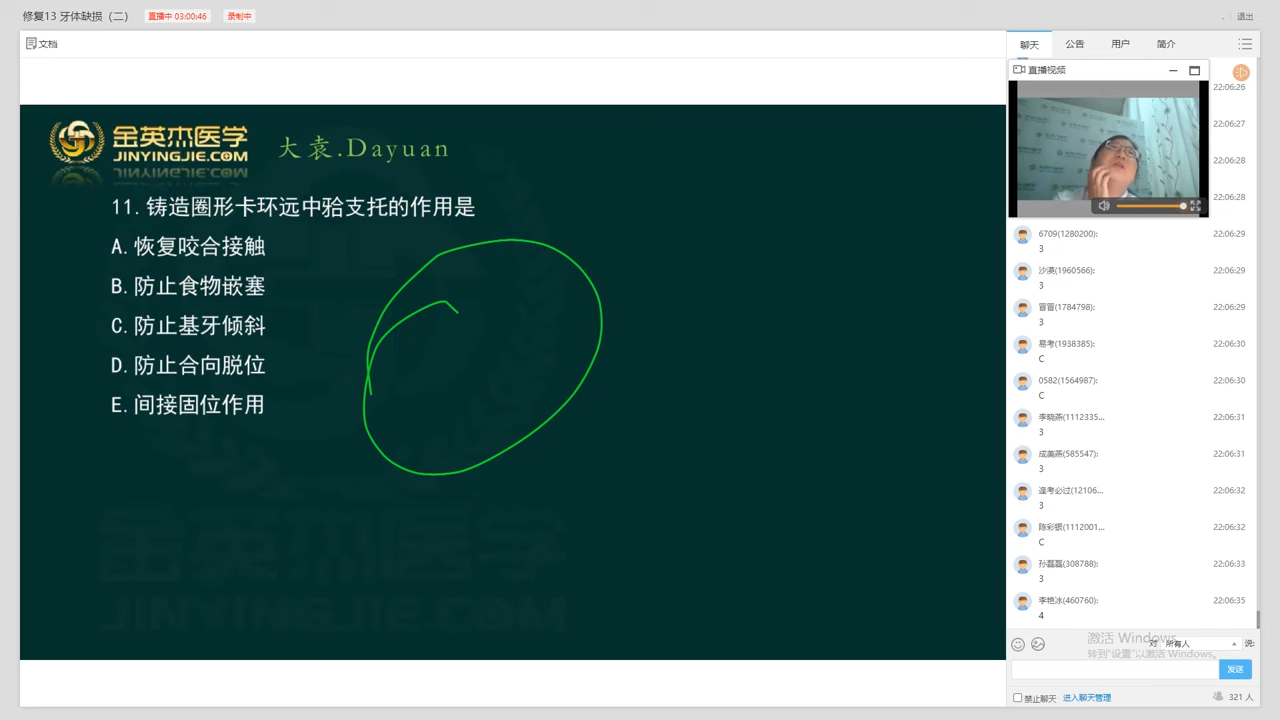 修复13 牙体缺损（二）
直播中 03:00:46
录制中
退出
文档
聊天
公告
用户
简介
直播视频
金英杰医学
JINYINGJIE.COM
大袁.Dayuan
11. 铸造圈形卡环远中𬌗支托的作用是
A. 恢复咬合接触
B. 防止食物嵌塞
C. 防止基牙倾斜
D. 防止合向脱位
E. 间接固位作用
金英杰医学
JINYINGJIE.COM
22:06:26
22:06:27
22:06:28
22:06:28
6709(1280200):
22:06:29
3
沙漠(1960566):
22:06:29
3
冒冒(1784798):
22:06:29
3
易考(1938385):
22:06:30
C
0582(1564987):
22:06:30
C
李晓燕(1112335...
22:06:31
3
成美燕(585547):
22:06:31
3
逢考必过(12106...
22:06:32
3
陈彩银(1112001...
22:06:32
C
孙磊磊(308788):
22:06:33
3
李艳冰(460760):
22:06:35
4
激活 Windows
转到"设置"以激活 Windows。
对
所有人
说:
发送
禁止聊天
进入聊天管理
321 人